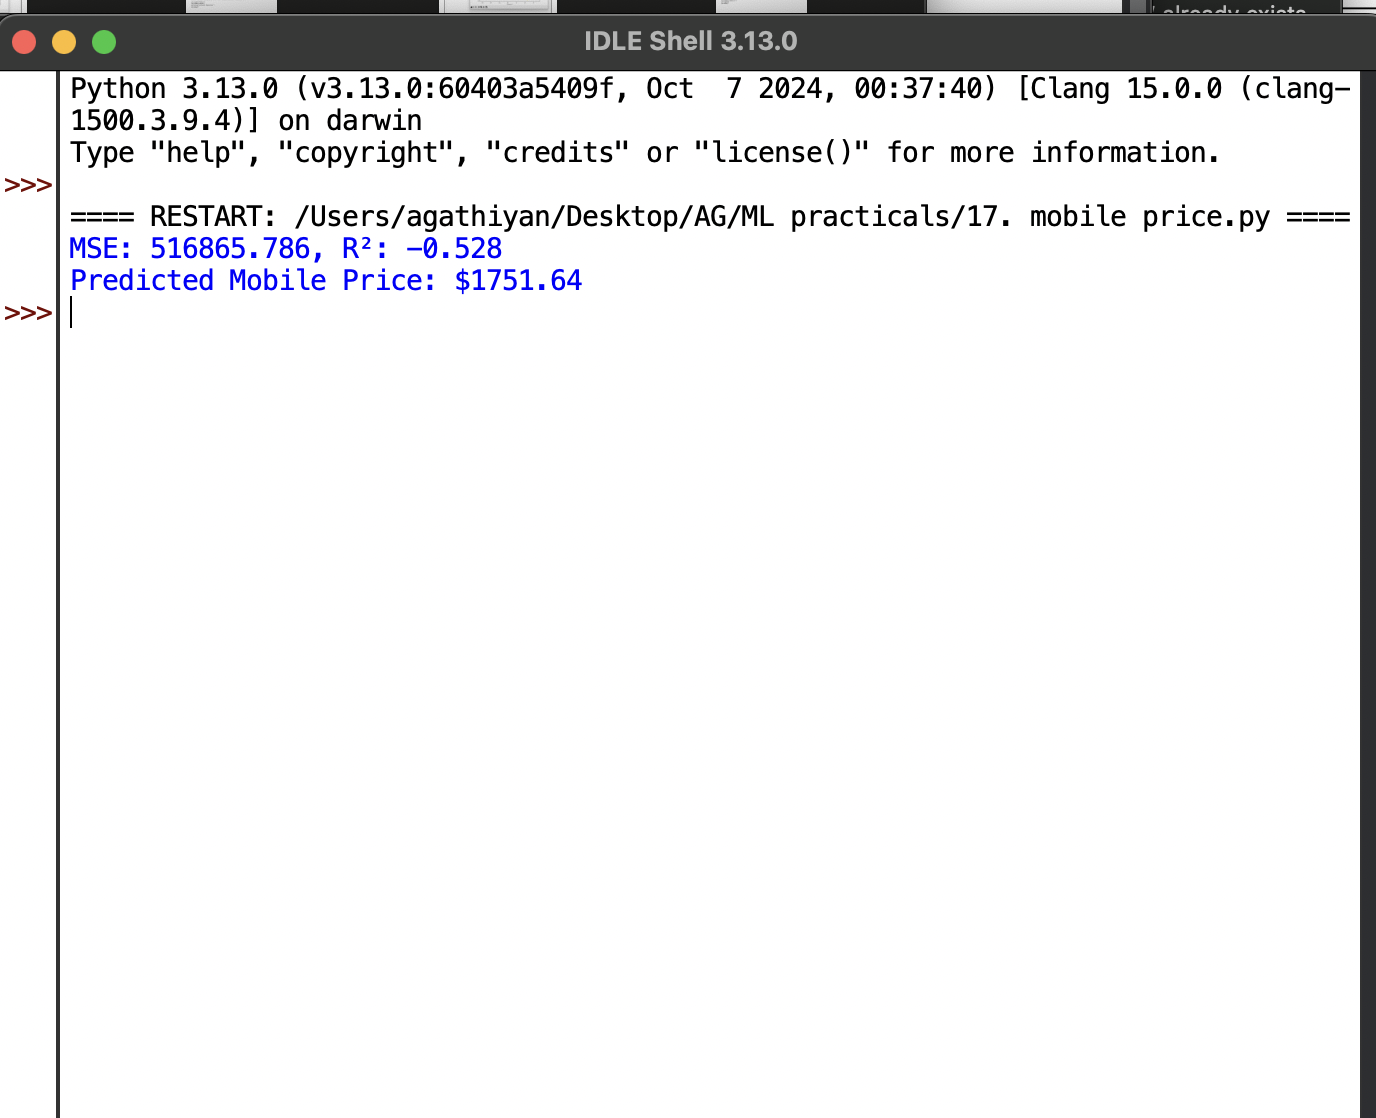 already exists
IDLE Shell 3.13.0
Python 3.13.0 (v3.13.0:60403a5409f, Oct  7 2024, 00:37:40) [Clang 15.0.0 (clang-
1500.3.9.4)] on darwin
Type "help", "copyright", "credits" or "license()" for more information.
>>>
==== RESTART: /Users/agathiyan/Desktop/AG/ML practicals/17. mobile price.py ====
MSE: 516865.786, R²: -0.528
Predicted Mobile Price: $1751.64
>>>